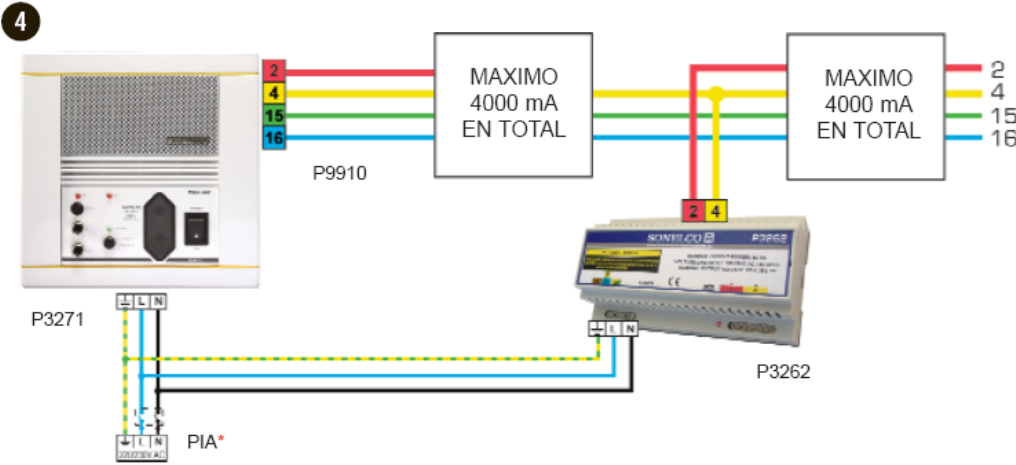 4
2
4
15
16
MAXIMO
4000 mA
EN TOTAL
MAXIMO
4000 mA
EN TOTAL
2
4
15
16
P9910
2 4
SONELCO P3262
L N
P3271
L N
P3262
L N
220/230V AC
PIA*